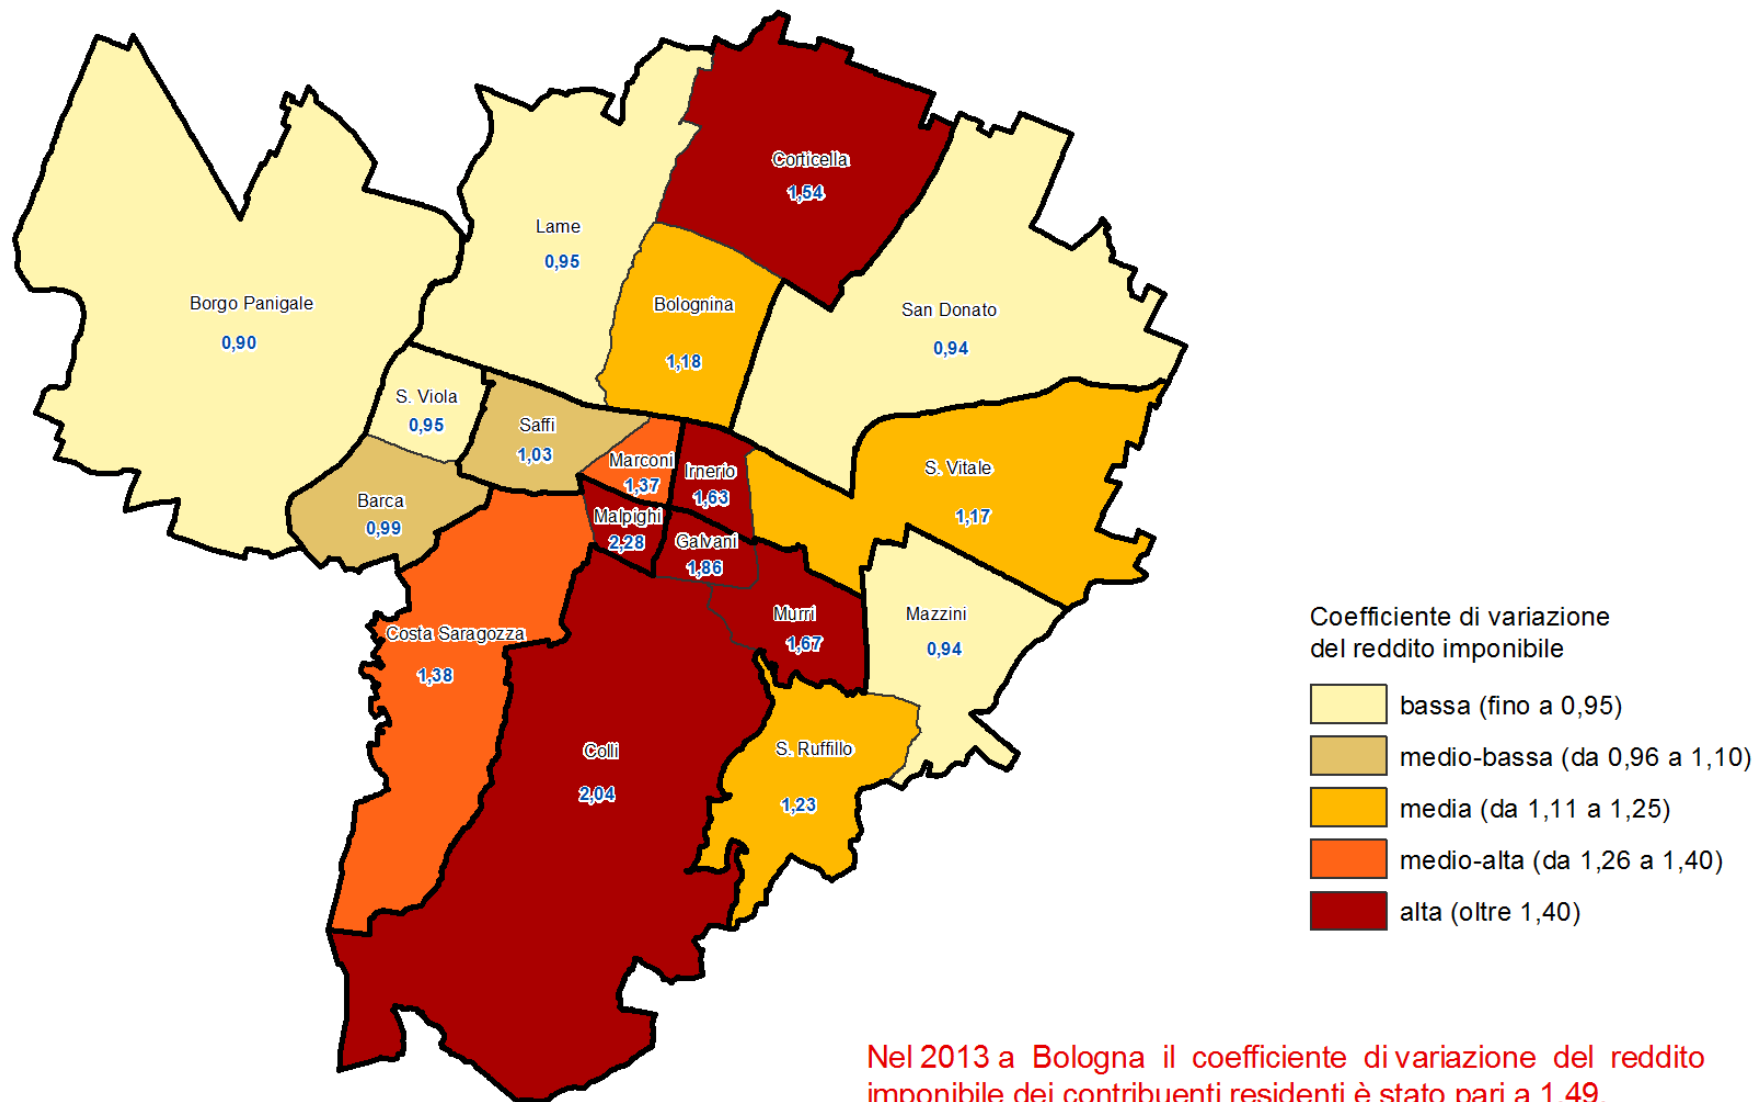 Corticella
1,54
Lame
0,95
Borgo Panigale
0,90
Bolognina
1,18
San Donato
0,94
S. Viola
0,95
Saffi
1,03
Marconi
1,37
Irnerio
1,63
S. Vitale
1,17
Barca
0,99
Malpighi
2,28
Galvani
1,86
Murri
1,67
Mazzini
0,94
Costa Saragozza
1,38
Colli
2,04
S. Ruffillo
1,23
Coefficiente di variazione
del reddito imponibile
bassa (fino a 0,95)
medio-bassa (da 0,96 a 1,10)
media (da 1,11 a 1,25)
medio-alta (da 1,26 a 1,40)
alta (oltre 1,40)
Nel 2013 a Bologna il coefficiente di variazione del reddito
imponibile dei contribuenti residenti è stato pari a 1,49.